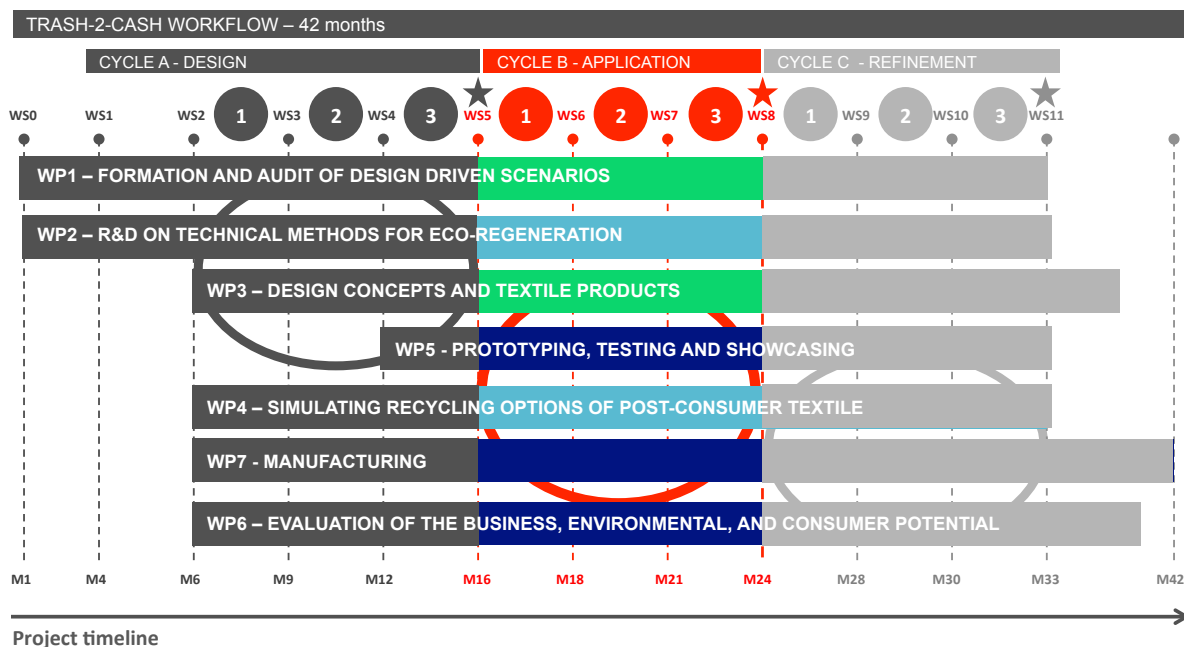 TRASH-2-CASH WORKFLOW – 42 months
CYCLE A - DESIGN
CYCLE B - APPLICATION
CYCLE C - REFINEMENT
WS0
WS1
WS2
1
WS3
2
WS4
3
WS5
1
WS6
2
WS7
3
WS8
1
WS9
2
WS10
3
WS11
WP1 – FORMATION AND AUDIT OF DESIGN DRIVEN SCENARIOS
WP2 – R&D ON TECHNICAL METHODS FOR ECO-REGENERATION
WP3 – DESIGN CONCEPTS AND TEXTILE PRODUCTS
WP5 - PROTOTYPING, TESTING AND SHOWCASING
WP4 – SIMULATING RECYCLING OPTIONS OF POST-CONSUMER TEXTILE
WP7 - MANUFACTURING
WP6 – EVALUATION OF THE BUSINESS, ENVIRONMENTAL, AND CONSUMER POTENTIAL
M1
M4
M6
M9
M12
M16
M18
M21
M24
M28
M30
M33
M42
Project timeline